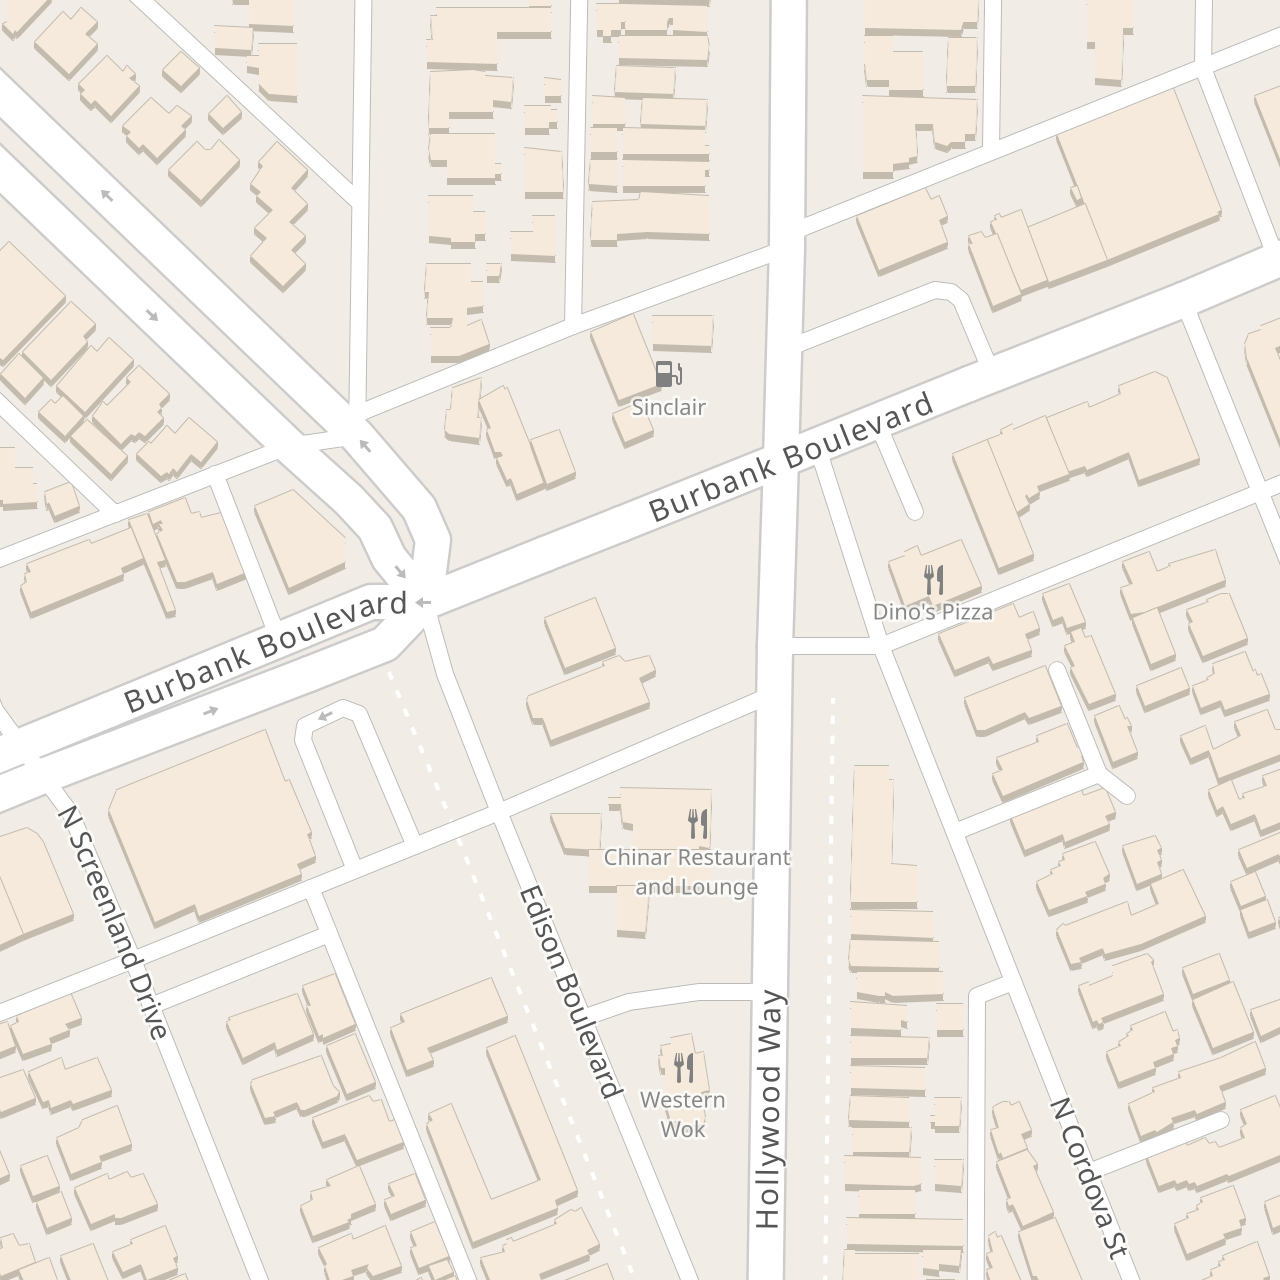 Sinclair
Burbank Boulevard
Dino's Pizza
Burbank Boulevard
N Screenland Drive
Chinar Restaurant
and Lounge
Edison Boulevard
Hollywood Way
Western
Wok
N Cordova St